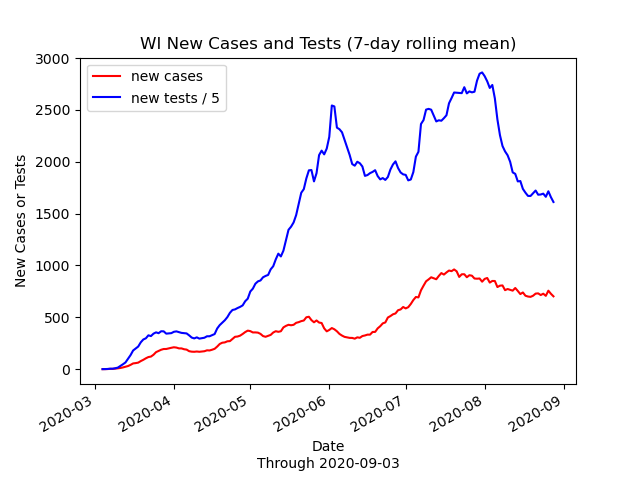 WI New Cases and Tests (7-day rolling mean)
new cases
new tests / 5
New Cases or Tests
3000
2500
2000
1500
1000
500
0
2020-03
2020-04
2020-05
2020-06
2020-07
2020-08
2020-09
Date
Through 2020-09-03